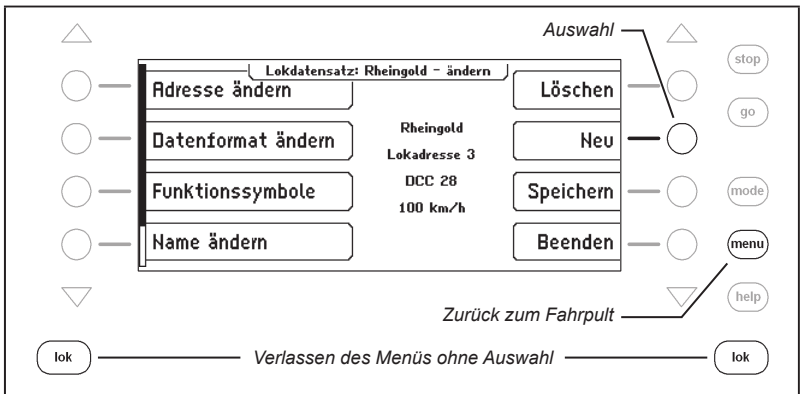 Auswahl
stop
Lokdatensatz: Rheingold - ändern
Adresse ändern
Löschen
go
Rheingold
Datenformat ändern
Neu
Lokadresse 3
DCC 28
Funktionssymbole
Speichern
mode
100 km/h
Name ändern
Beenden
menu
help
Zurück zum Fahrpult
lok
Verlassen des Menüs ohne Auswahl
lok